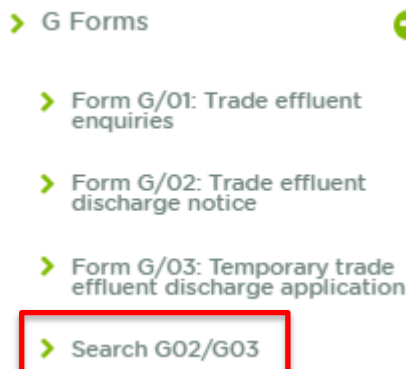 G Forms
Form G/01: Trade effluent
enquiries
Form G/02: Trade effluent
discharge notice
Form G/03: Temporary trade
effluent discharge application
Search G02/G03